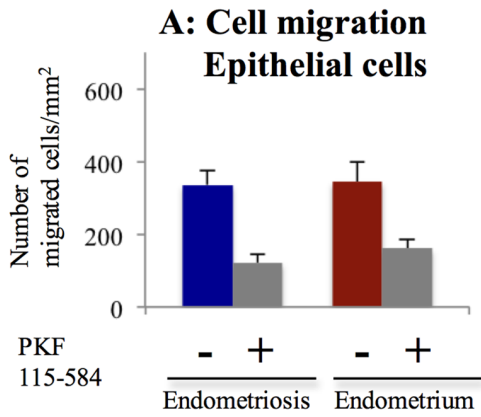 A: Cell migration
Epithelial cells
Number of
migrated cells/mm²
600
400
200
0
PKF
115-584
- + - +
Endometriosis Endometrium